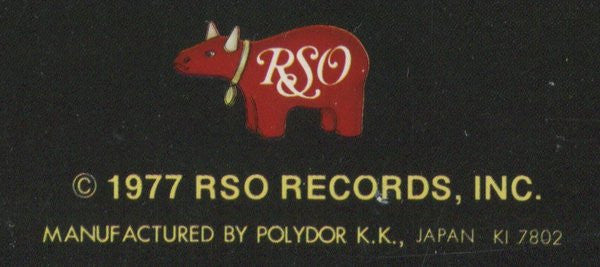 RSO
© 1977 RSO RECORDS, INC.
MANUFACTURED BY POLYDOR K.K., JAPAN KI 7802